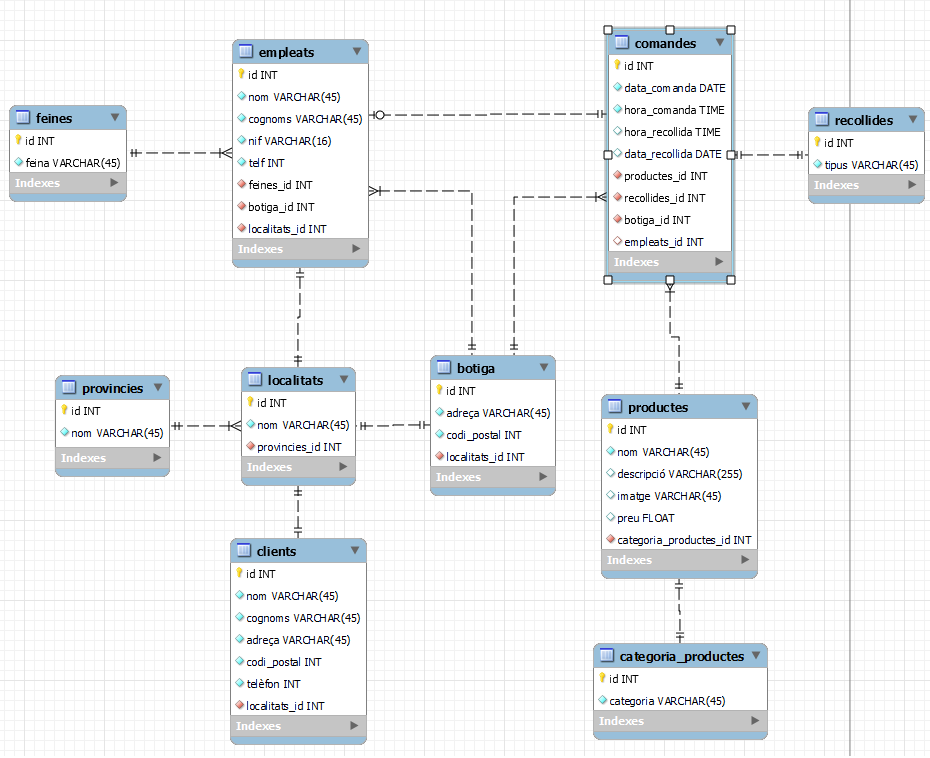 feines
id INT
feina VARCHAR(45)
Indexes
empleats
id INT
nom VARCHAR(45)
cognoms VARCHAR(45)
nif VARCHAR(16)
telf INT
feines_id INT
botiga_id INT
localitats_id INT
Indexes
comandes
id INT
data_comanda DATE
hora_comanda TIME
hora_recollida TIME
data_recollida DATE
productes_id INT
recollides_id INT
botiga_id INT
empleats_id INT
Indexes
recollides
id INT
tipus VARCHAR(45)
Indexes
provincies
id INT
nom VARCHAR(45)
Indexes
localitats
id INT
nom VARCHAR(45)
provincies_id INT
Indexes
botiga
id INT
adreça VARCHAR(45)
codi_postal INT
localitats_id INT
Indexes
productes
id INT
nom VARCHAR(45)
descripció VARCHAR(255)
imatge VARCHAR(45)
preu FLOAT
categoria_productes_id INT
Indexes
clients
id INT
nom VARCHAR(45)
cognoms VARCHAR(45)
adreça VARCHAR(45)
codi_postal INT
telèfon INT
localitats_id INT
Indexes
categoria_productes
id INT
categoria VARCHAR(45)
Indexes